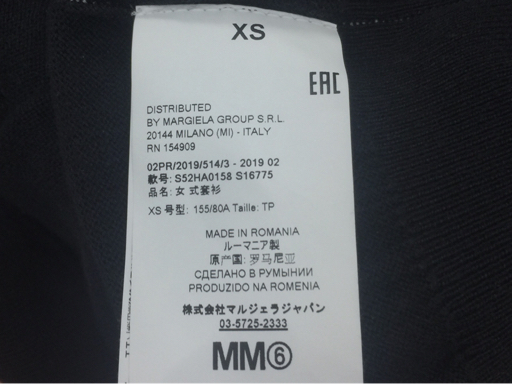 XS
EAC
DISTRIBUTED
BY MARGIELA GROUP S.R.L.
20144 MILANO (MI) - ITALY
RN 154909
02PR/2019/514/3 - 2019 02
款号: S52HA0158 S16775
品名: 女 式套衫
XS 号型: 155/80A Taille: TP
MADE IN ROMANIA
ルーマニア製
原产国: 罗马尼亚
СДЕЛАНО В РУМЫНИИ
PRODUZIDO NA ROMENIA
株式会社マルジェラジャパン
03-5725-2333
MM⑥